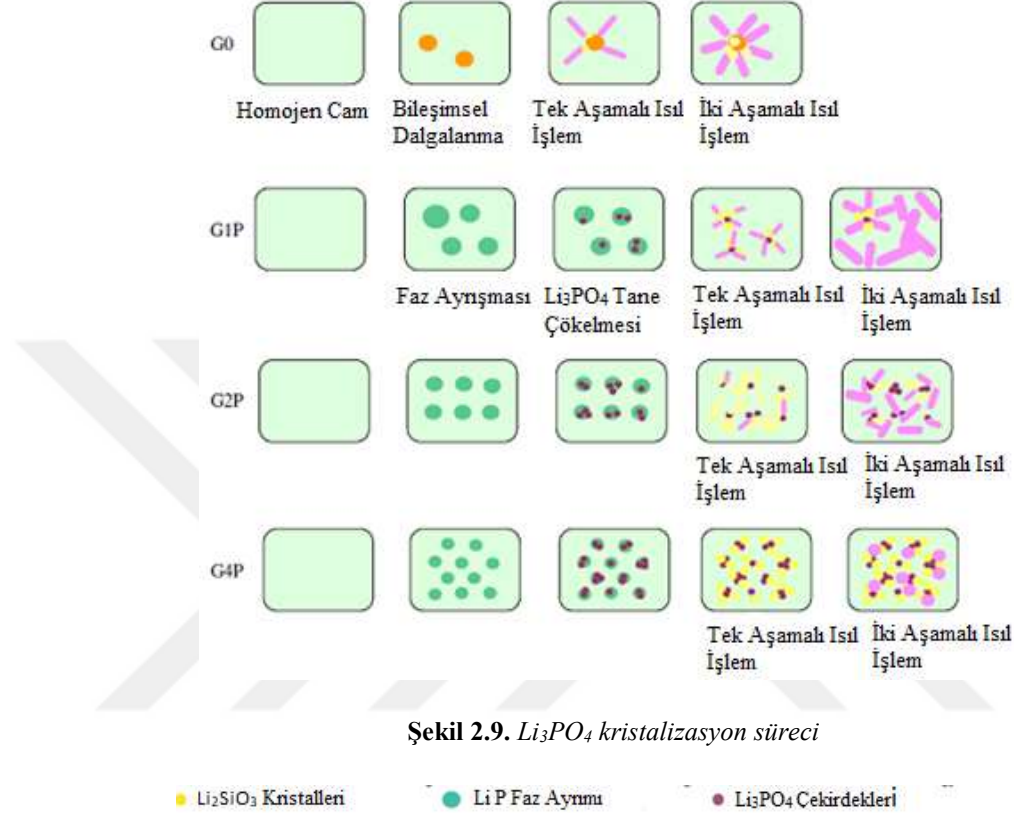 G0
Homojen Cam Bileşimsel Tek Aşamalı Isıl İki Aşamalı Isıl
Dalgalanma İşlem İşlem
G1P
Faz Ayrışması Li₃PO₄ Tane Tek Aşamalı Isıl İki Aşamalı Isıl
Çökelmesi İşlem İşlem
G2P
Tek Aşamalı Isıl İki Aşamalı Isıl
İşlem İşlem
G4P
Tek Aşamalı Isıl İki Aşamalı Isıl
İşlem İşlem
Şekil 2.9. Li₃PO₄ kristalizasyon süreci
Li₂SiO₃ Kristalleri Li P Faz Ayrımı Li₃PO₄ Çekirdekleri